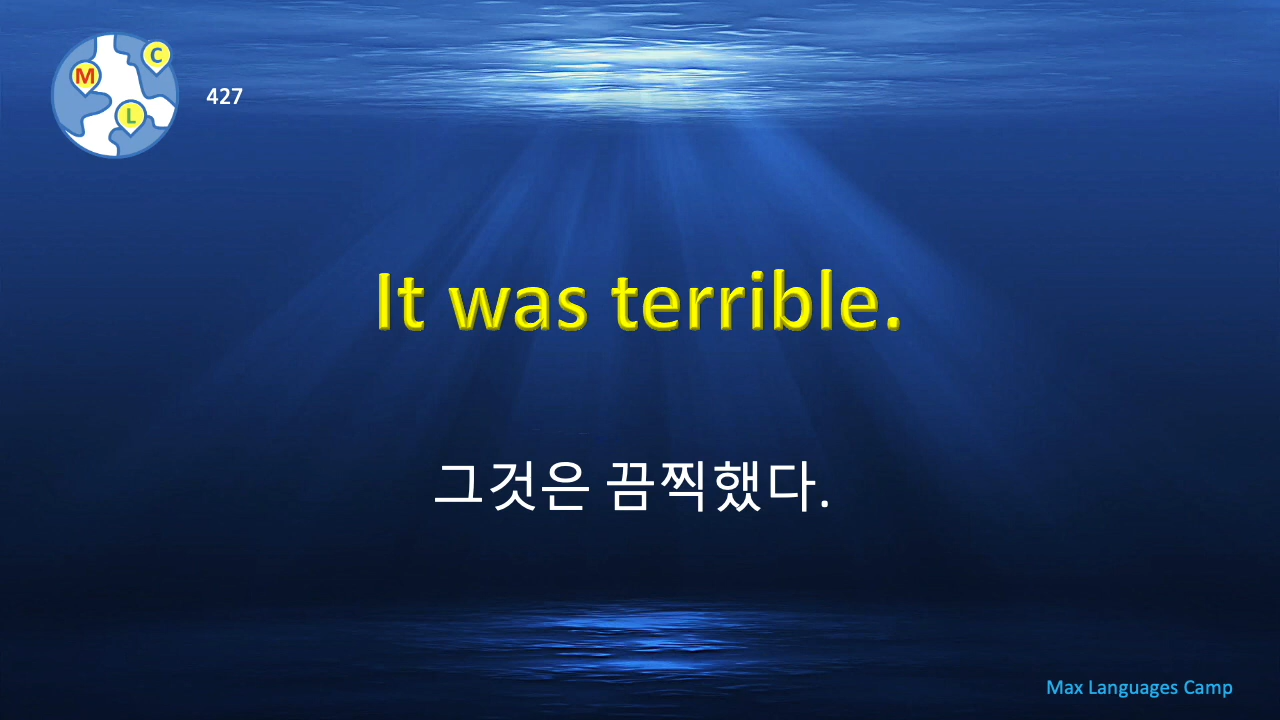 C
M
L
427
It was terrible.
그것은 끔찍했다.
Max Languages Camp